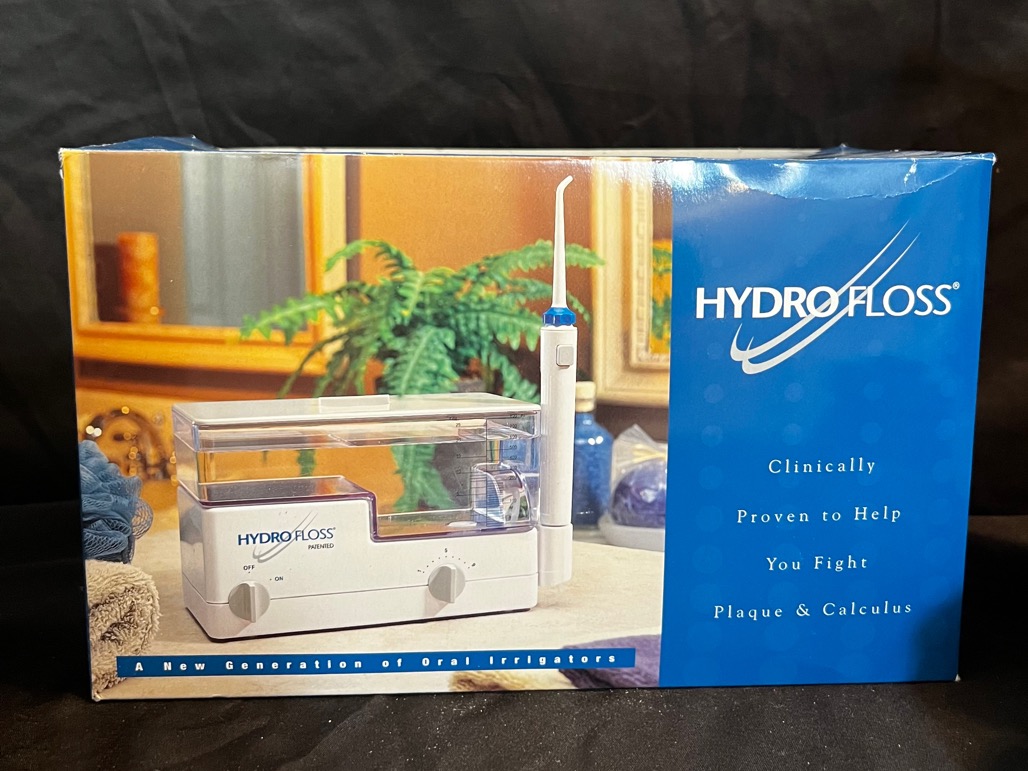 HYDRO FLOSS®
Clinically
Proven to Help
You Fight
Plaque & Calculus
HYDRO FLOSS®
PATENTED
OFF
ON
5
A New Generation of Oral Irrigators